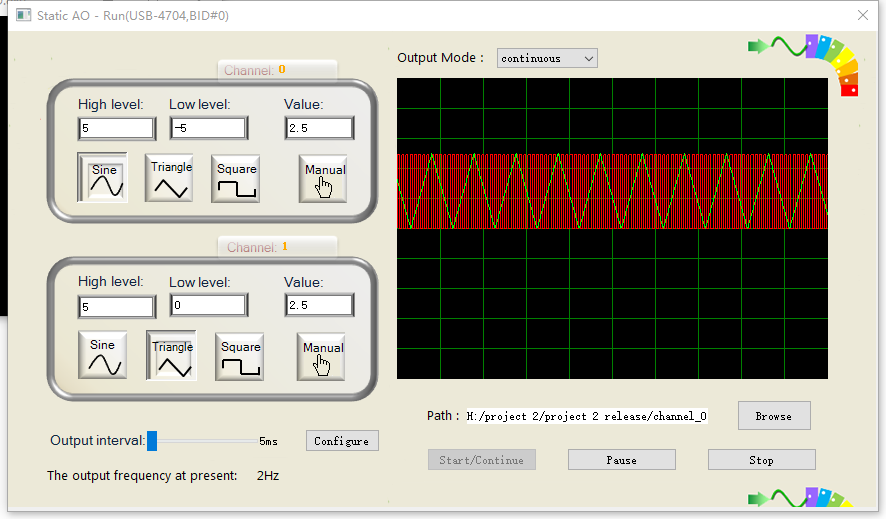 Static AO - Run(USB-4704,BID#0)
Output Mode : continuous
Channel: 0
High level: Low level: Value:
5 -5 2.5
Sine Triangle Square Manual
Channel: 1
High level: Low level: Value:
5 0 2.5
Sine Triangle Square Manual
Path : H:/project 2/project 2 release/channel_0 Browse
Output interval: 5ms Configure
Start/Continue Pause Stop
The output frequency at present: 2Hz